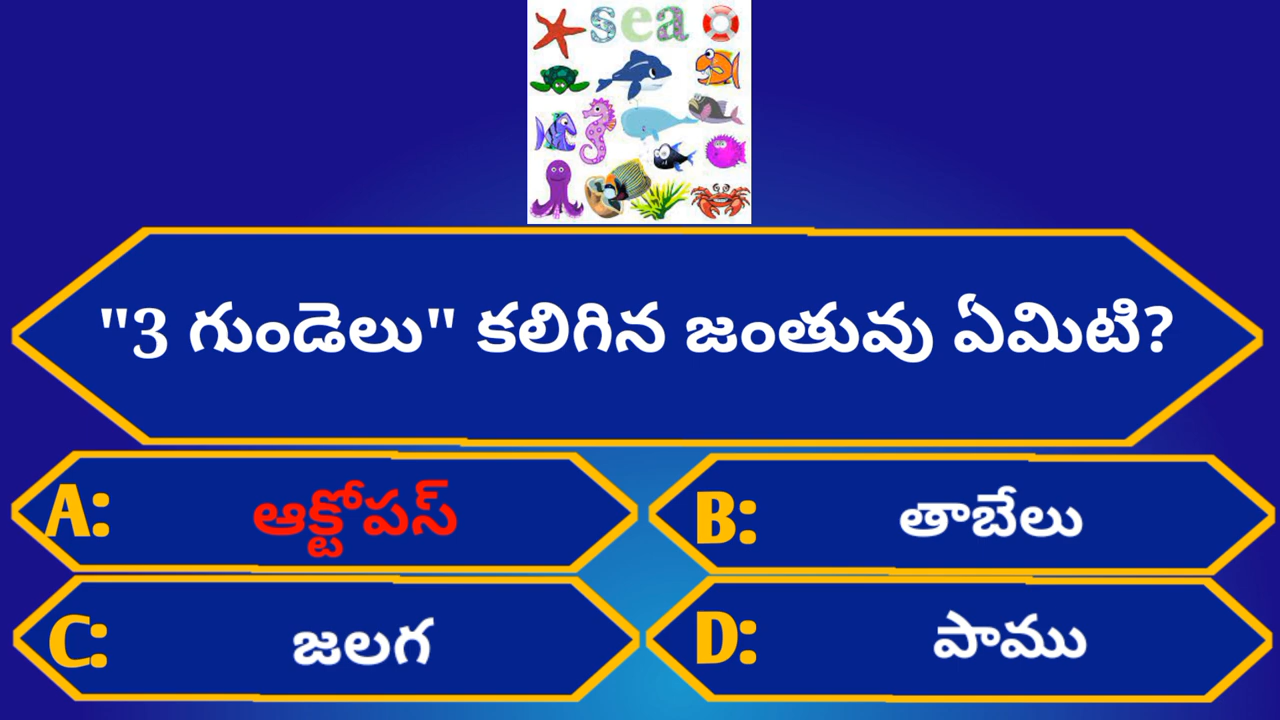 sea
"3 గుండెలు" కలిగిన జంతువు ఏమిటి?
A: ఆక్టోపస్
B: తాబేలు
C: జలగ
D: పాము